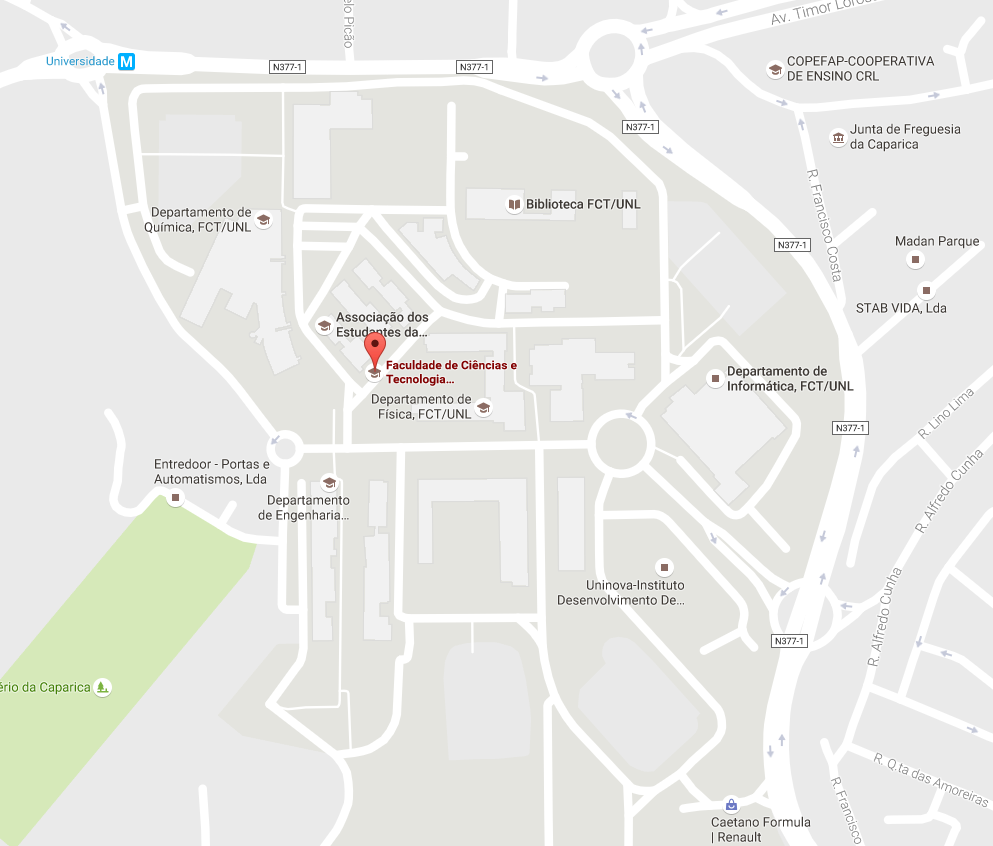 elo Picão
Av. Timor Loros
Universidade M
N377-1
N377-1
COPEFAP-COOPERATIVA
DE ENSINO CRL
N377-1
Junta de Freguesia
da Caparica
R. Francisco Costa
Biblioteca FCT/UNL
Departamento de
Química, FCT/UNL
N377-1
Madan Parque
STAB VIDA, Lda
Associação dos
Estudantes da...
Faculdade de Ciências e
Tecnologia...
Departamento de
Informática, FCT/UNL
Departamento de
Física, FCT/UNL
R. Lino Lima
N377-1
Entredoor - Portas e
Automatismos, Lda
R. Alfredo Cunha
Departamento
de Engenharia...
Uninova-Instituto
Desenvolvimento De...
R. Alfredo Cunha
N377-1
ério da Caparica
R. Q.ta das Amoreiras
R. Francisco
Caetano Formula
| Renault